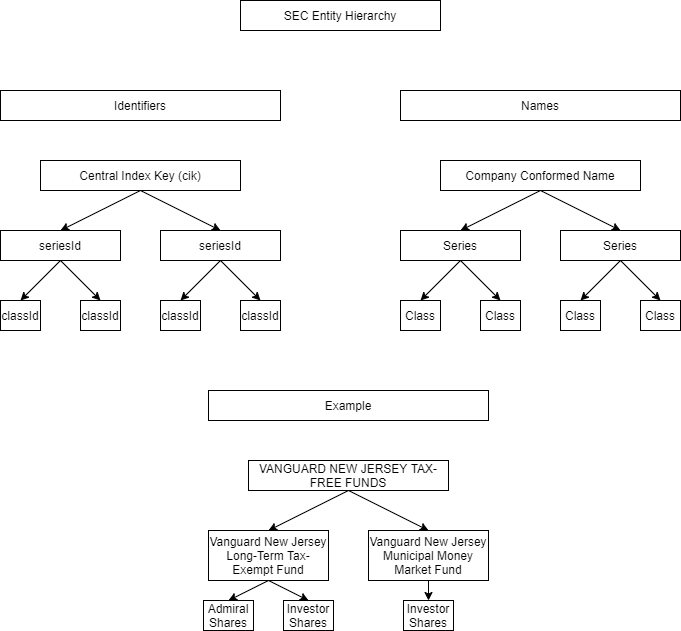 SEC Entity Hierarchy
Identifiers
Names
Central Index Key (cik)
Company Conformed Name
seriesId
seriesId
Series
Series
classId
classId
classId
classId
Class
Class
Class
Class
Example
VANGUARD NEW JERSEY TAX-
FREE FUNDS
Vanguard New Jersey
Long-Term Tax-
Exempt Fund
Vanguard New Jersey
Municipal Money
Market Fund
Admiral
Shares
Investor
Shares
Investor
Shares